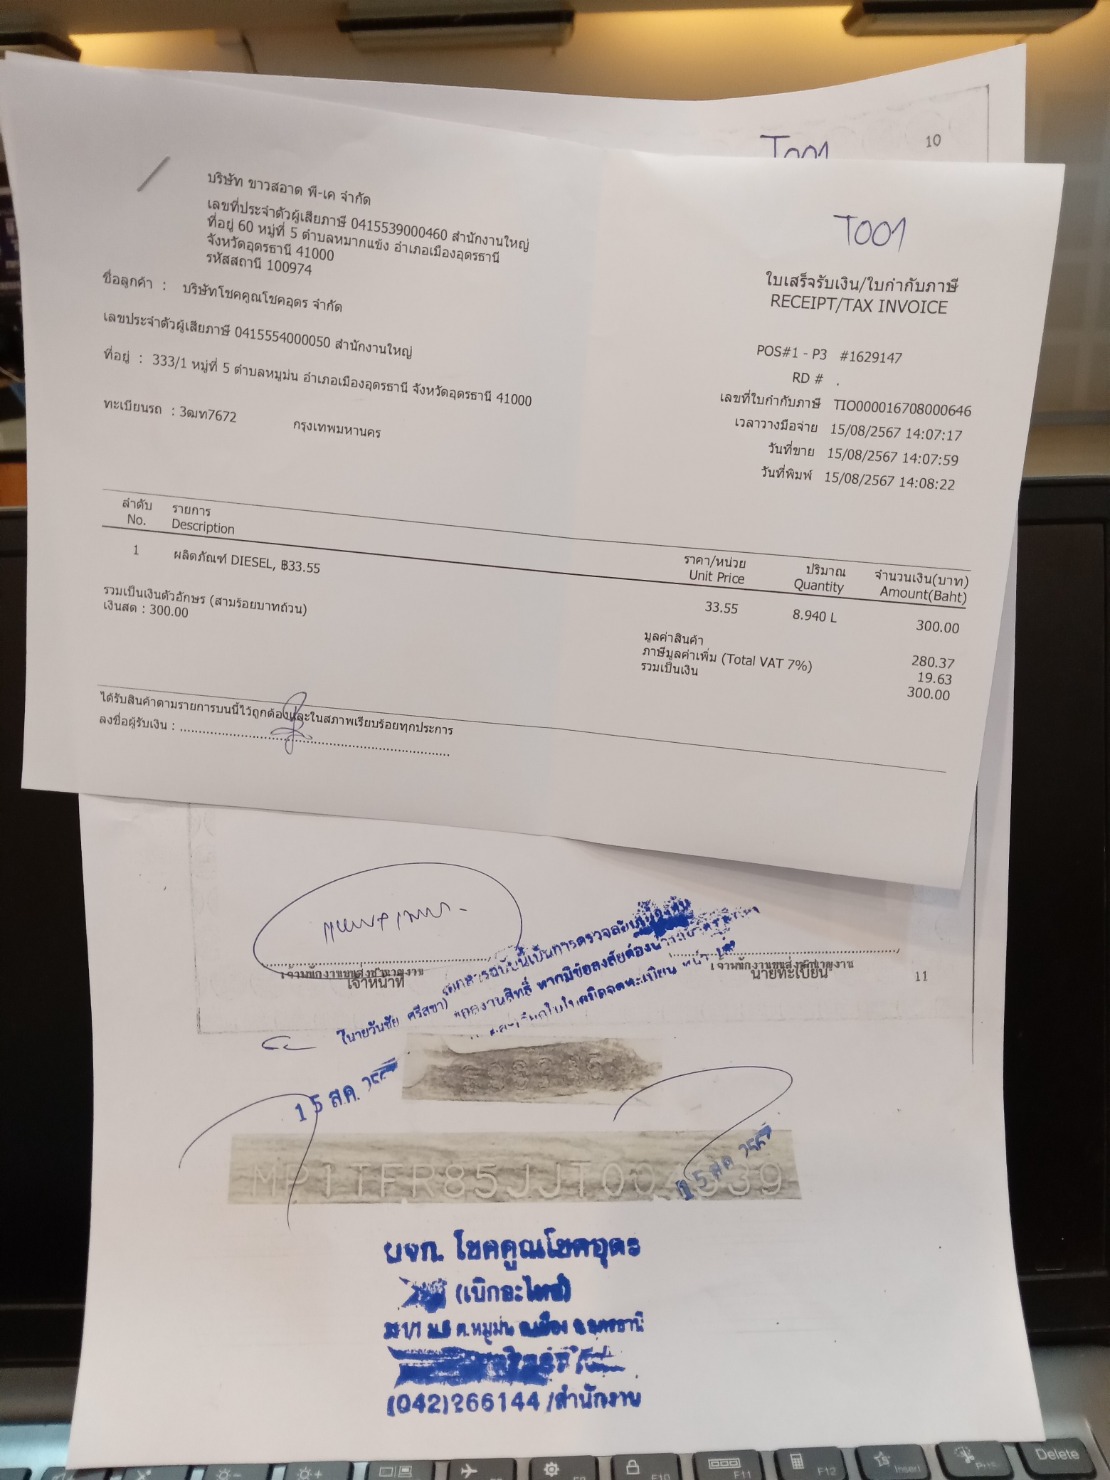 T001
10
บริษัท ขาวสอาด พี-เค จำกัด
เลขที่ประจำตัวผู้เสียภาษี 0415539000460 สำนักงานใหญ่
ที่อยู่ 60 หมู่ที่ 5 ตำบลหมากแข้ง อำเภอเมืองอุดรธานี
จังหวัดอุดรธานี 41000
รหัสสถานี 100974
T001
ใบเสร็จรับเงิน/ใบกำกับภาษี
RECEIPT/TAX INVOICE
ชื่อลูกค้า : บริษัทโชคคูณโชคอุดร จำกัด
เลขประจำตัวผู้เสียภาษี 0415554000050 สำนักงานใหญ่
ที่อยู่ : 333/1 หมู่ที่ 5 ตำบลหมูม่น อำเภอเมืองอุดรธานี จังหวัดอุดรธานี 41000
ทะเบียนรถ : 3ฒท7672 กรุงเทพมหานคร
POS#1 - P3 #1629147
RD # .
เลขที่ใบกำกับภาษี TIO000016708000646
เวลาวางมือจ่าย 15/08/2567 14:07:17
วันที่ขาย 15/08/2567 14:07:59
วันที่พิมพ์ 15/08/2567 14:08:22
ลำดับ รายการ ราคา/หน่วย ปริมาณ จำนวนเงิน(บาท)
No. Description Unit Price Quantity Amount(Baht)
1 ผลิตภัณฑ์ DIESEL, ฿33.55 33.55 8.940 L 300.00
รวมเป็นเงินตัวอักษร (สามร้อยบาทถ้วน)
เงินสด : 300.00
มูลค่าสินค้า 280.37
ภาษีมูลค่าเพิ่ม (Total VAT 7%) 19.63
รวมเป็นเงิน 300.00
ได้รับสินค้าตามรายการบนนี้ไว้ถูกต้องและในสภาพเรียบร้อยทุกประการ
ลงชื่อผู้รับเงิน :
เจ้าหน้าที่
นายทะเบียน
11
15 ส.ค. 2567
15 ส.ค. 2567
MP1TFR85JJT004539
ผจก. โชคคูณโชคอุดร
(เบิกอะไหล่)
ต.หมูม่น
(042)266144/สำนักงาน
Delete
Insert
F12
F11
F10